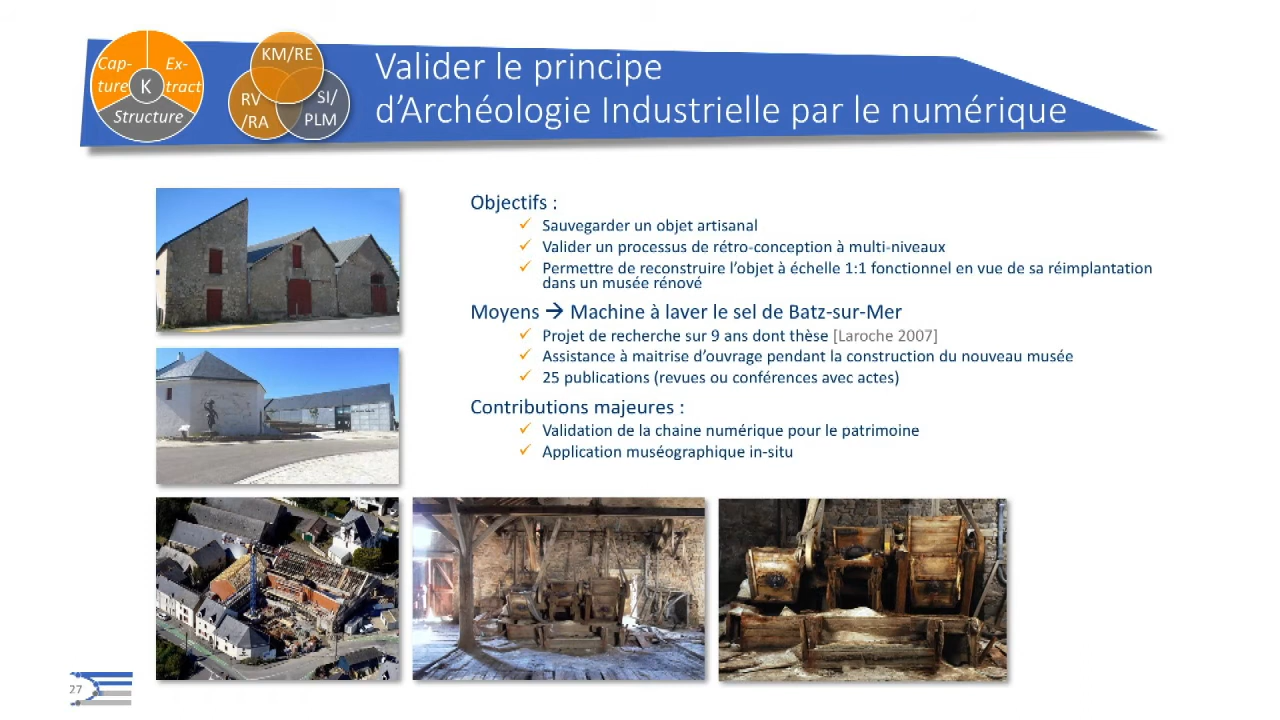 Cap-
ture
Ex-
tract
K
Structure
KM/RE
RV
/RA
SI/
PLM
Valider le principe
d’Archéologie Industrielle par le numérique
Objectifs :
✓ Sauvegarder un objet artisanal
✓ Valider un processus de rétro-conception à multi-niveaux
✓ Permettre de reconstruire l’objet à échelle 1:1 fonctionnel en vue de sa réimplantation
dans un musée rénové
Moyens → Machine à laver le sel de Batz-sur-Mer
✓ Projet de recherche sur 9 ans dont thèse [Laroche 2007]
✓ Assistance à maitrise d’ouvrage pendant la construction du nouveau musée
✓ 25 publications (revues ou conférences avec actes)
Contributions majeures :
✓ Validation de la chaine numérique pour le patrimoine
✓ Application muséographique in-situ
27